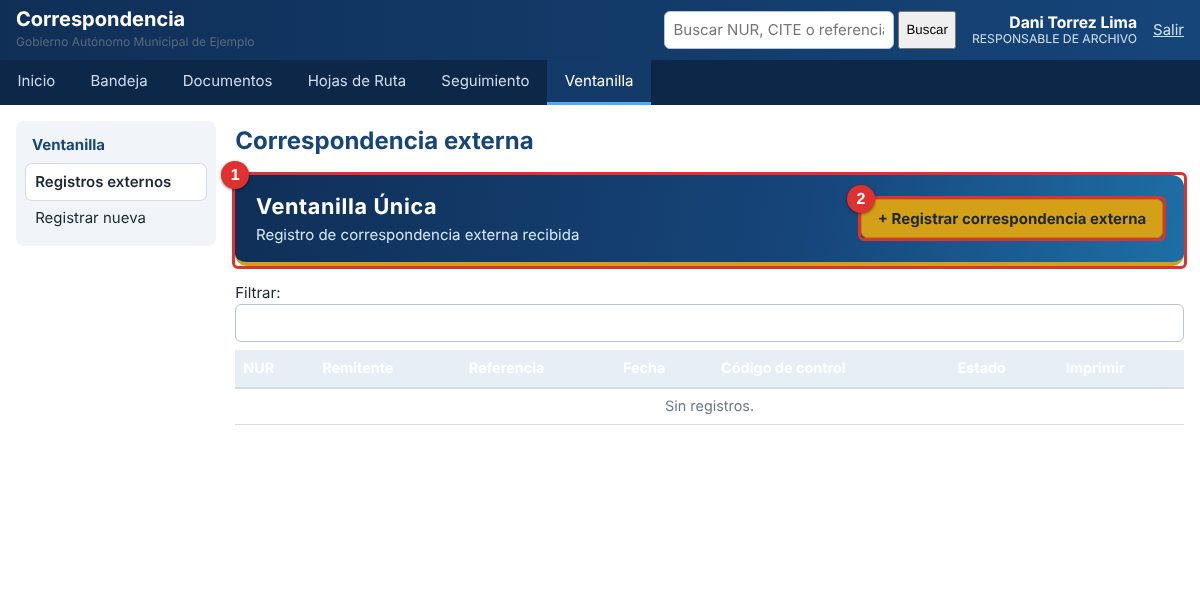 Correspondencia
Gobierno Autónomo Municipal de Ejemplo
Buscar NUR, CITE o referenci
Buscar
Dani Torrez Lima
RESPONSABLE DE ARCHIVO
Salir
Inicio
Bandeja
Documentos
Hojas de Ruta
Seguimiento
Ventanilla
Ventanilla
Registros externos
Registrar nueva
Correspondencia externa
1
Ventanilla Única
Registro de correspondencia externa recibida
2
+ Registrar correspondencia externa
Filtrar:
NUR Remitente Referencia Fecha Código de control Estado Imprimir
Sin registros.